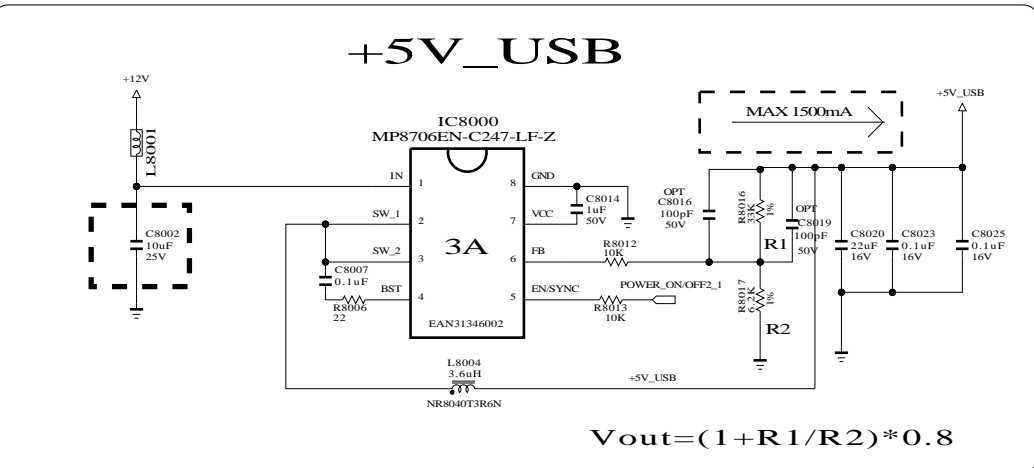 +5V_USB
+12V
L8001
C8002
10uF
25V
IC8000
MP8706EN-C247-LF-Z
IN
1
SW_1
2
SW_2
3
BST
4
3A
8
GND
7
VCC
6
FB
5
EN/SYNC
EAN31346002
C8007
0.1uF
R8006
22
C8014
1uF
50V
R8012
10K
R8013
10K
POWER_ON/OFF2_1
L8004
3.6uH
NR8040T3R6N
+5V_USB
MAX 1500mA
+5V_USB
OPT
C8016
100pF
50V
R8016
33K
1%
R1
OPT
C8019
100pF
50V
R8017
6.2K
1%
R2
C8020
22uF
16V
C8023
0.1uF
16V
C8025
0.1uF
16V
Vout=(1+R1/R2)*0.8